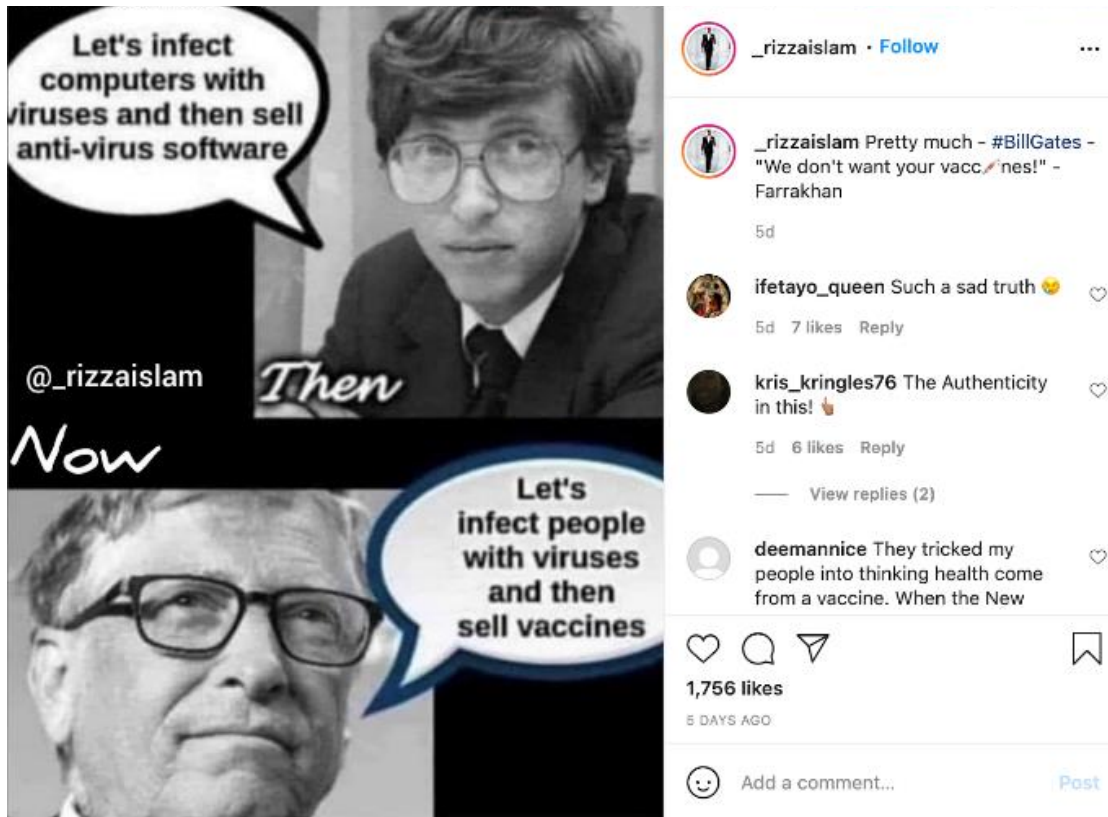 Let's infect
computers with
viruses and then sell
anti-virus software
@_rizzaislam
Then
Now
Let's
infect people
with viruses
and then
sell vaccines
_rizzaislam • Follow
_rizzaislam Pretty much - #BillGates -
"We don't want your vacc💉nes!" -
Farrakhan
5d
ifetayo_queen Such a sad truth 😢
5d 7 likes Reply
kris_kringles76 The Authenticity
in this! 👆🏽
5d 6 likes Reply
View replies (2)
deemannice They tricked my
people into thinking health come
from a vaccine. When the New
1,756 likes
5 DAYS AGO
Add a comment...
Post